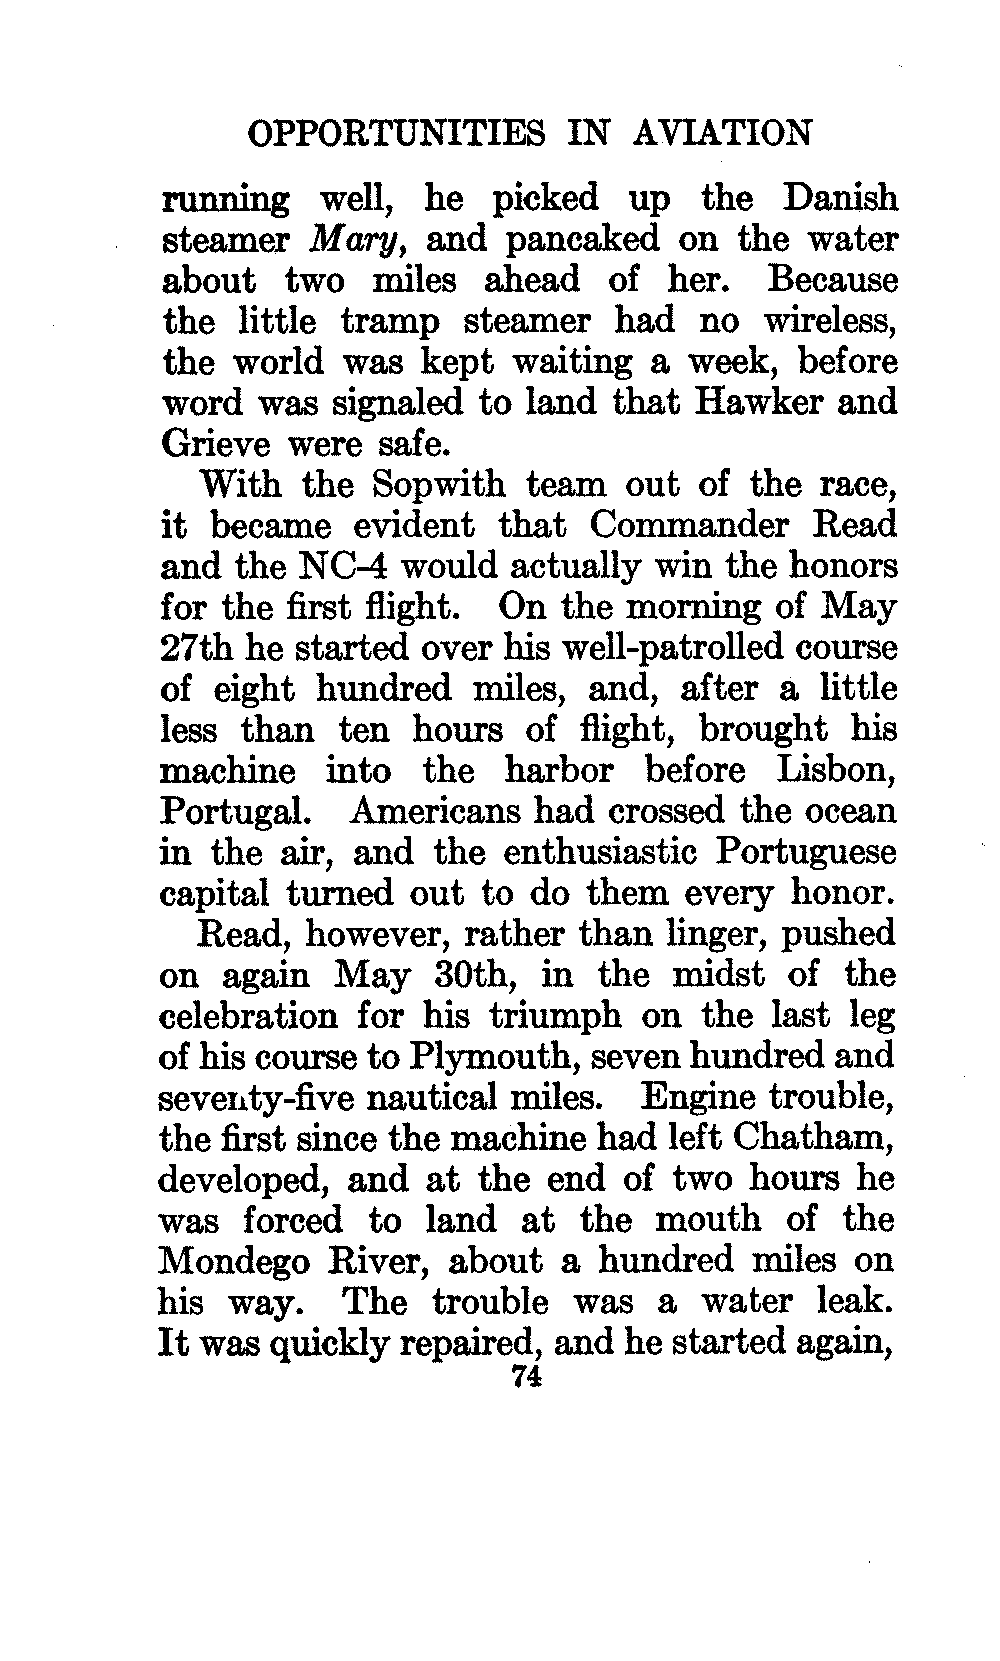 OPPORTUNITIES IN AVIATION
running well, he picked up the Danish
steamer Mary, and pancaked on the water
about two miles ahead of her. Because
the little tramp steamer had no wireless,
the world was kept waiting a week, before
word was signaled to land that Hawker and
Grieve were safe.
With the Sopwith team out of the race,
it became evident that Commander Read
and the NC-4 would actually win the honors
for the first flight. On the morning of May
27th he started over his well-patrolled course
of eight hundred miles, and, after a little
less than ten hours of flight, brought his
machine into the harbor before Lisbon,
Portugal. Americans had crossed the ocean
in the air, and the enthusiastic Portuguese
capital turned out to do them every honor.
Read, however, rather than linger, pushed
on again May 30th, in the midst of the
celebration for his triumph on the last leg
of his course to Plymouth, seven hundred and
seventy-five nautical miles. Engine trouble,
the first since the machine had left Chatham,
developed, and at the end of two hours he
was forced to land at the mouth of the
Mondego River, about a hundred miles on
his way. The trouble was a water leak.
It was quickly repaired, and he started again,
74